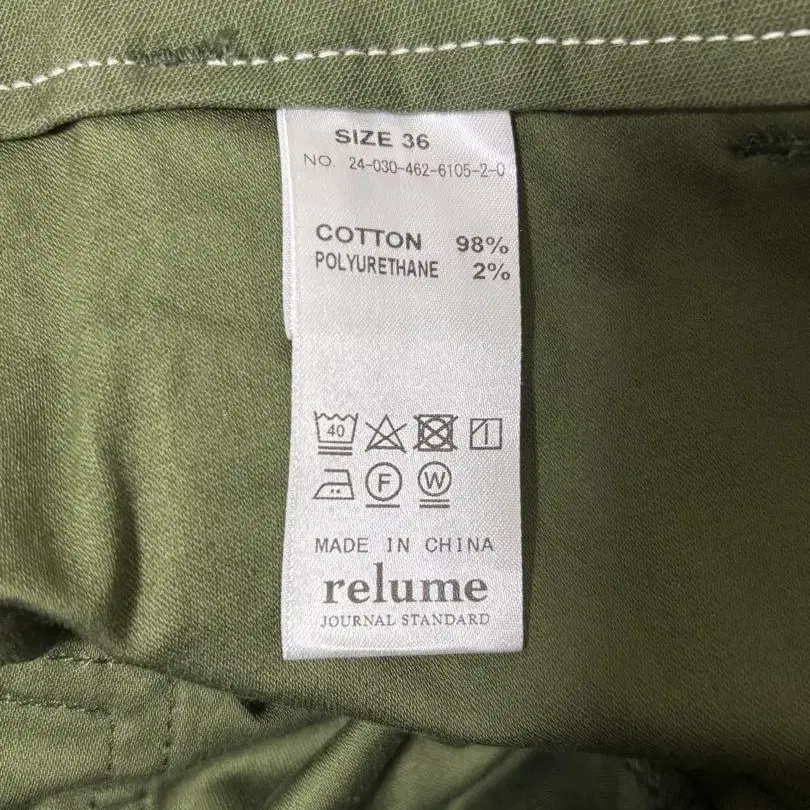 SIZE 36
NO. 24-030-462-6105-2-0
COTTON 98%
POLYURETHANE 2%
40
F W
MADE IN CHINA
relume
JOURNAL STANDARD